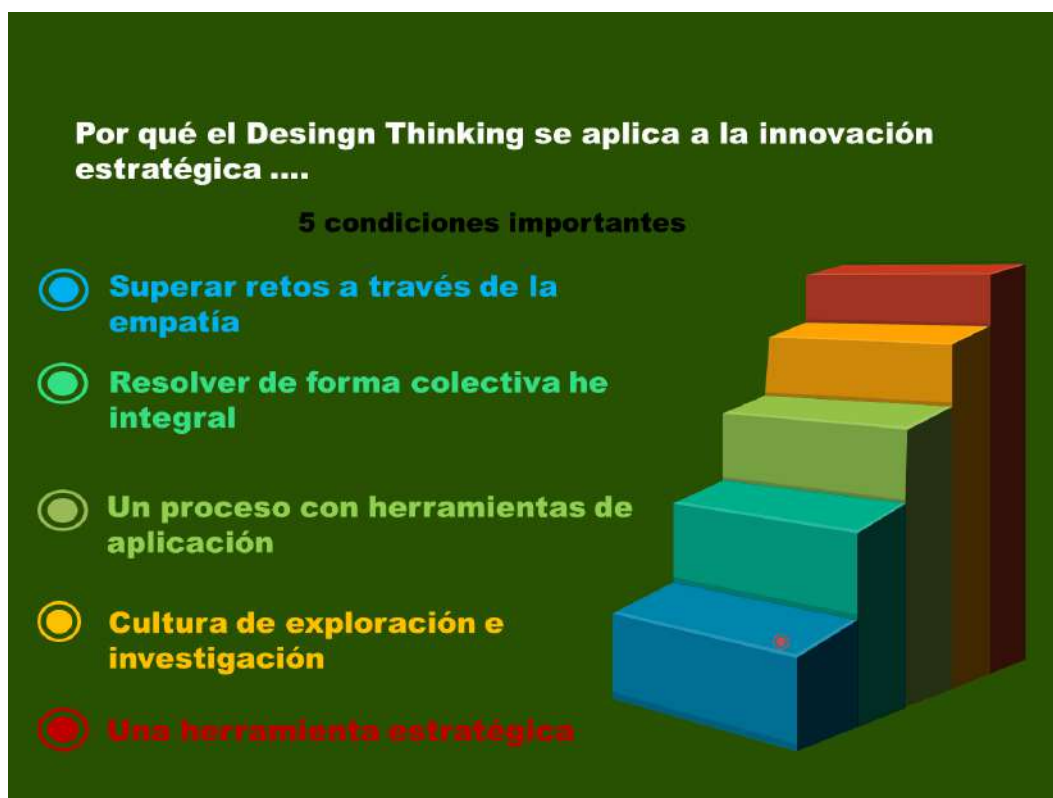 Por qué el Desingn Thinking se aplica a la innovación
estratégica ....
5 condiciones importantes
Superar retos a través de la
empatía
Resolver de forma colectiva he
integral
Un proceso con herramientas de
aplicación
Cultura de exploración e
investigación
Una herramienta estratégica